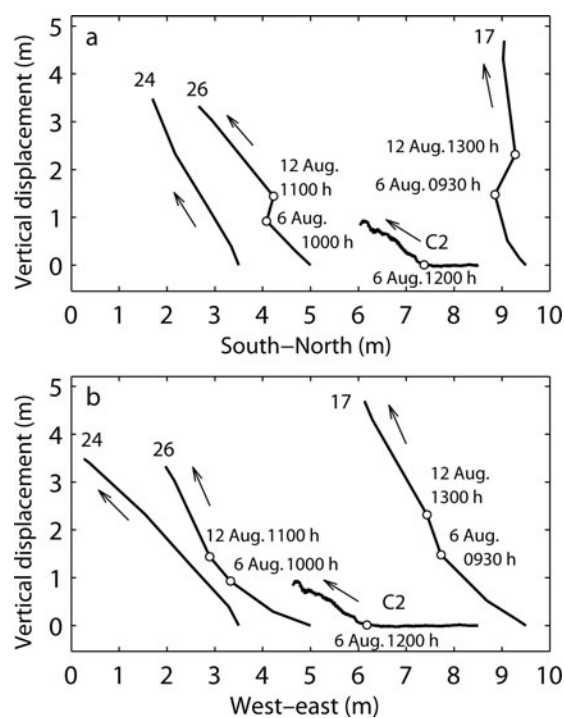 a
5
4
3
2
1
0
Vertical displacement (m)
24
26
17
12 Aug.
1100 h
6 Aug.
1000 h
12 Aug. 1300 h
6 Aug. 0930 h
C2
6 Aug. 1200 h
0 1 2 3 4 5 6 7 8 9 10
South–North (m)
b
5
4
3
2
1
0
Vertical displacement (m)
24
26
17
12 Aug. 1100 h
6 Aug. 1000 h
12 Aug.
1300 h
6 Aug.
0930 h
C2
6 Aug. 1200 h
0 1 2 3 4 5 6 7 8 9 10
West–east (m)